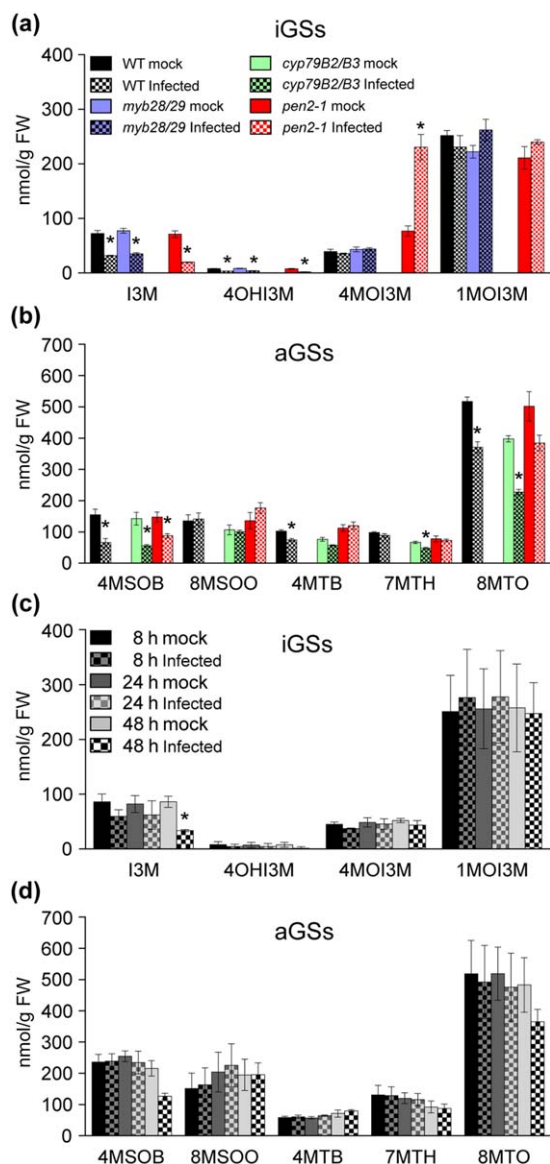 (a)
iGSs
WT mock
WT Infected
myb28/29 mock
myb28/29 Infected
cyp79B2/B3 mock
cyp79B2/B3 Infected
pen2-1 mock
pen2-1 Infected
nmol/g FW
400
300
200
100
0
* * * * * * *
I3M 4OHI3M 4MOI3M 1MOI3M
(b)
aGSs
nmol/g FW
700
600
500
400
300
200
100
0
* * * * * * *
4MSOB 8MSOO 4MTB 7MTH 8MTO
(c)
iGSs
8 h mock
8 h Infected
24 h mock
24 h Infected
48 h mock
48 h Infected
nmol/g FW
400
300
200
100
0
*
I3M 4OHI3M 4MOI3M 1MOI3M
(d)
aGSs
nmol/g FW
700
600
500
400
300
200
100
0
4MSOB 8MSOO 4MTB 7MTH 8MTO